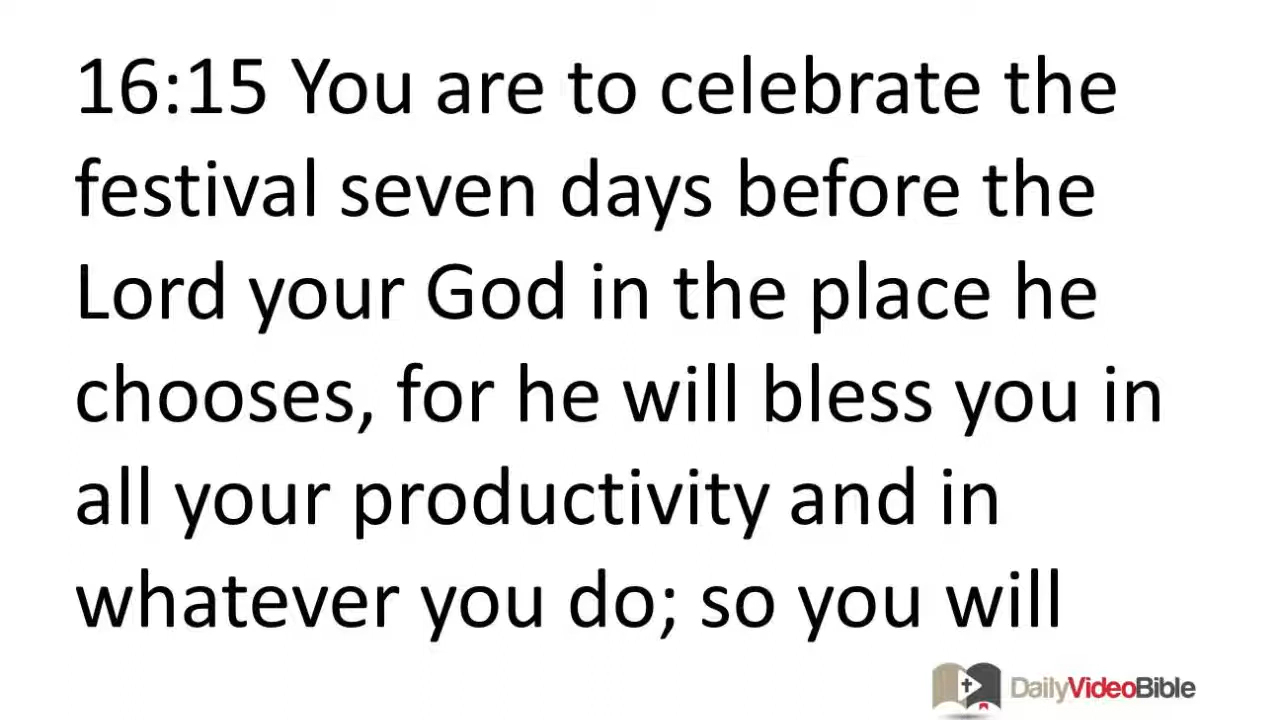 16:15 You are to celebrate the
festival seven days before the
Lord your God in the place he
chooses, for he will bless you in
all your productivity and in
whatever you do; so you will
DailyVideoBible